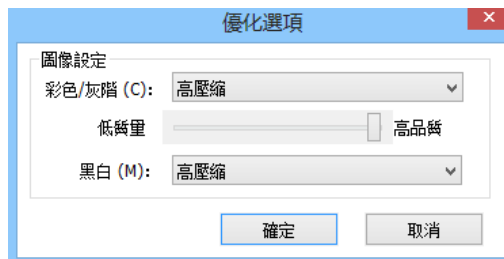 優化選項
圖像設定
彩色/灰階 (C): 高壓縮
低質量 高品質
黑白 (M): 高壓縮
確定 取消